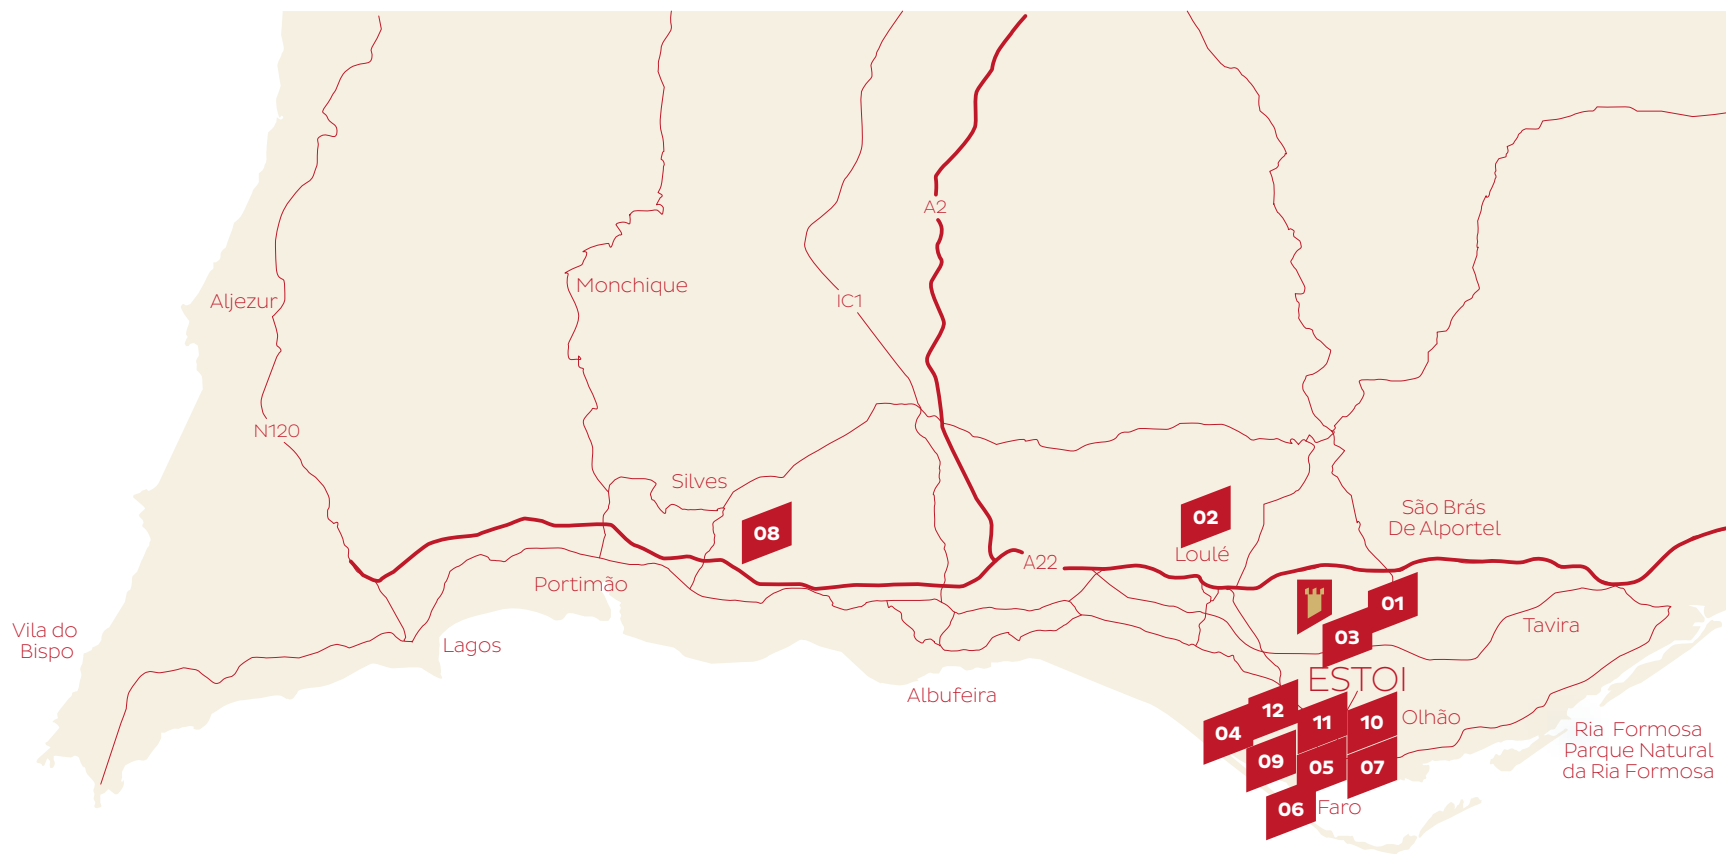 A2
Aljezur
Monchique
IC1
N120
Silves
08
02
Loulé
São Brás
De Alportel
A22
Portimão
01
03
Vila do
Bispo
Lagos
Tavira
ESTOI
Albufeira
12
11
10
Olhão
04
09
05
07
Ria Formosa
Parque Natural
da Ria Formosa
06
Faro